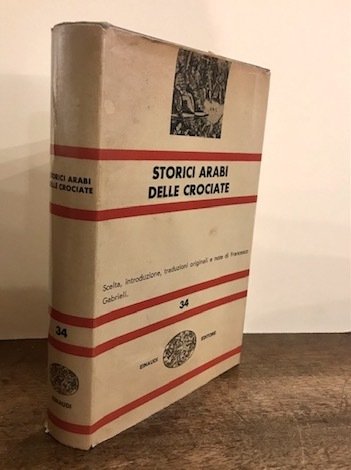 STORICI ARABI
DELLE CROCIATE
Scelta, introduzione, traduzioni originali e note di Francesco
Gabrieli.
34
EINAUDI EDITORE
STORICI ARABI
DELLE CROCIATE
34
EINAUDI